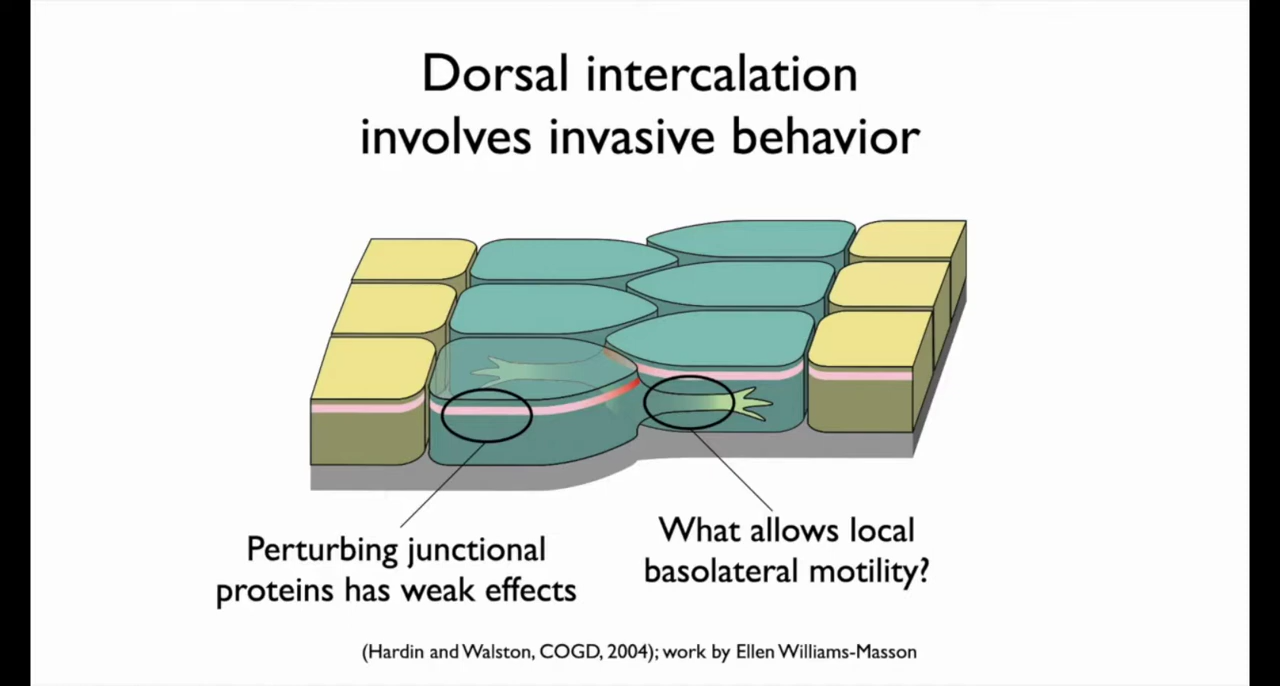 Dorsal intercalation
involves invasive behavior
Perturbing junctional
proteins has weak effects
What allows local
basolateral motility?
(Hardin and Walston, COGD, 2004); work by Ellen Williams-Masson